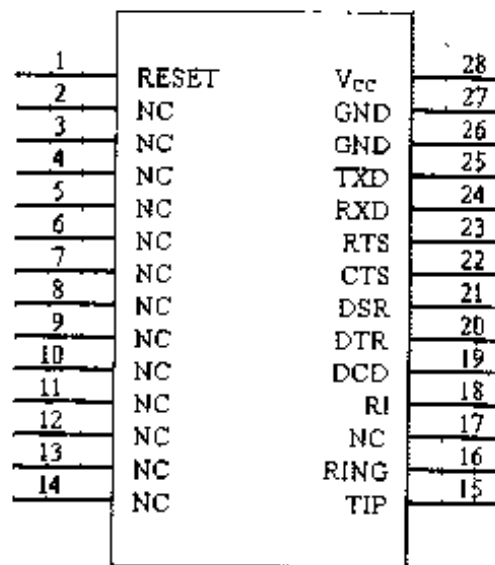 1 RESET VCC 28
2 NC GND 27
3 NC GND 26
4 NC TXD 25
5 NC RXD 24
6 NC RTS 23
7 NC CTS 22
8 NC DSR 21
9 NC DTR 20
10 NC DCD 19
11 NC RI 18
12 NC NC 17
13 NC RING 16
14 NC TIP 15